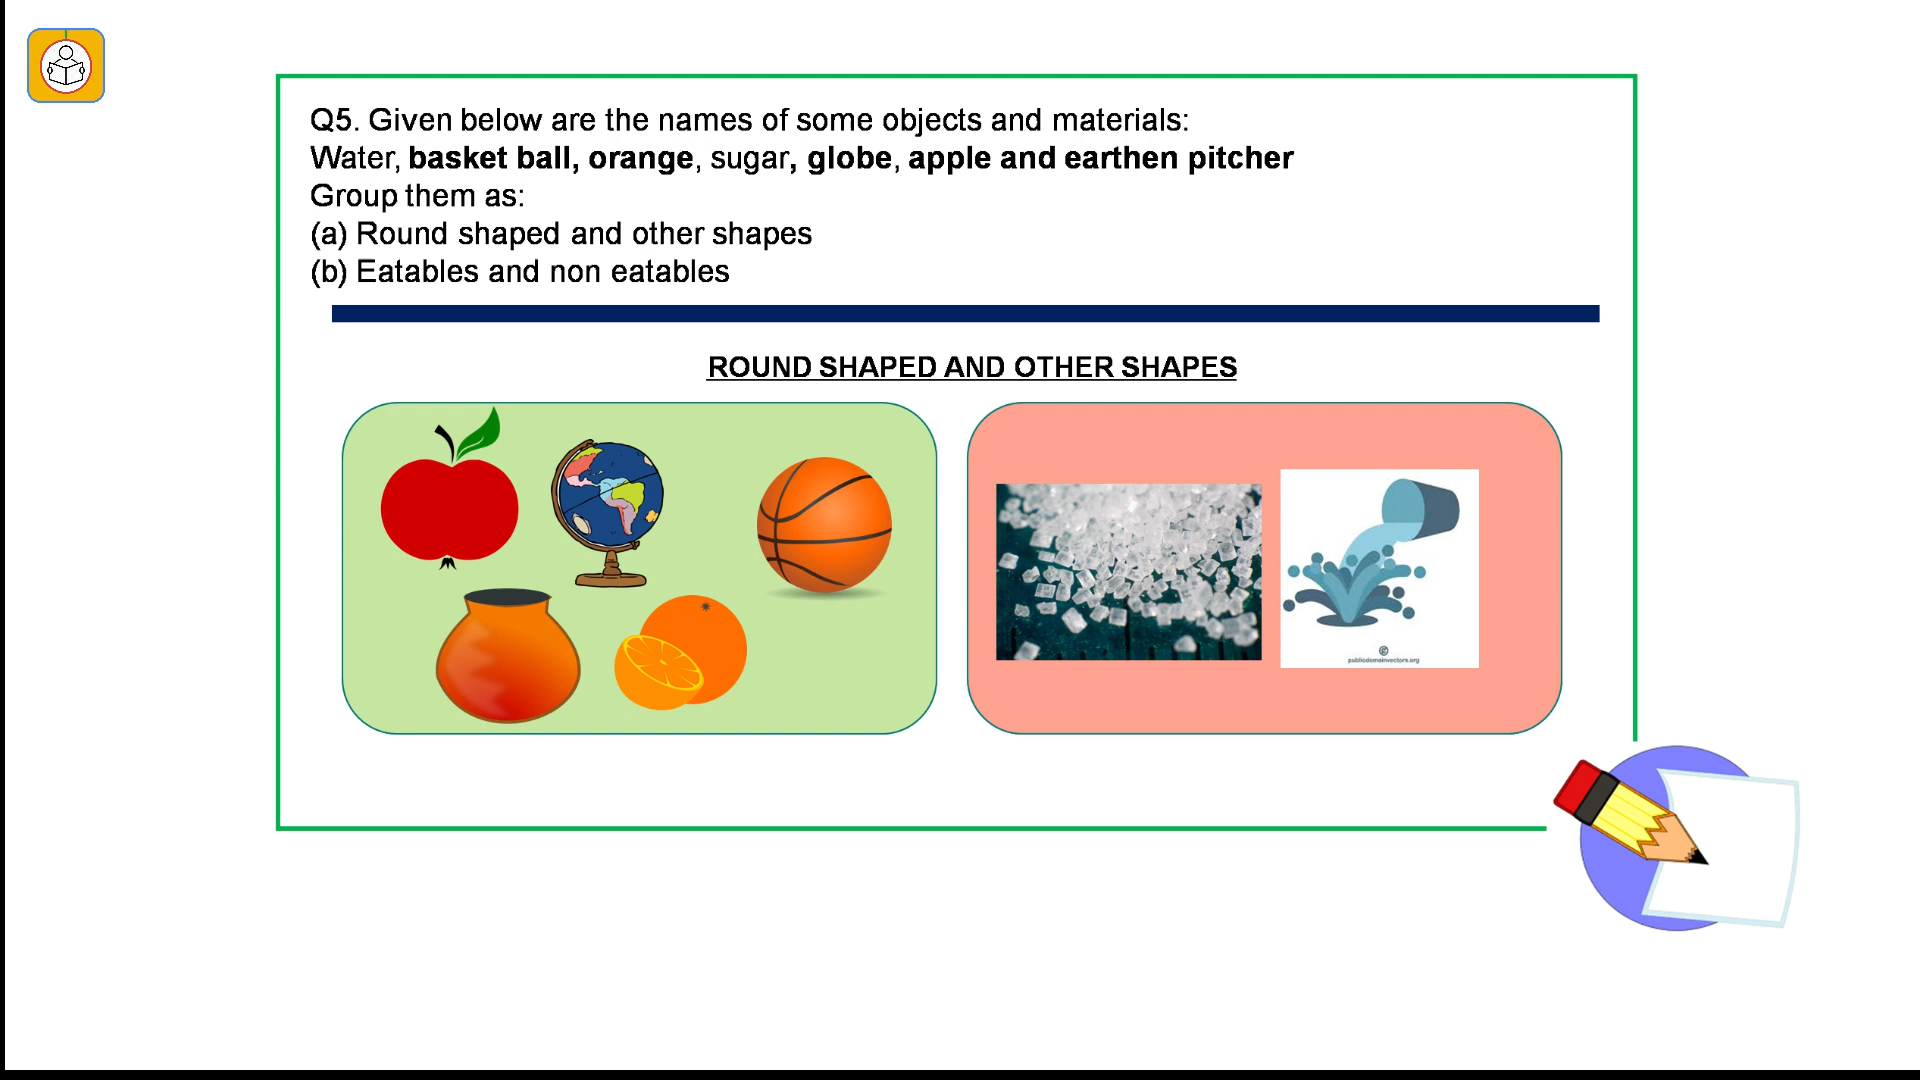 Q5. Given below are the names of some objects and materials:
Water, basket ball, orange, sugar, globe, apple and earthen pitcher
Group them as:
(a) Round shaped and other shapes
(b) Eatables and non eatables
ROUND SHAPED AND OTHER SHAPES
publicdomainvectors.org